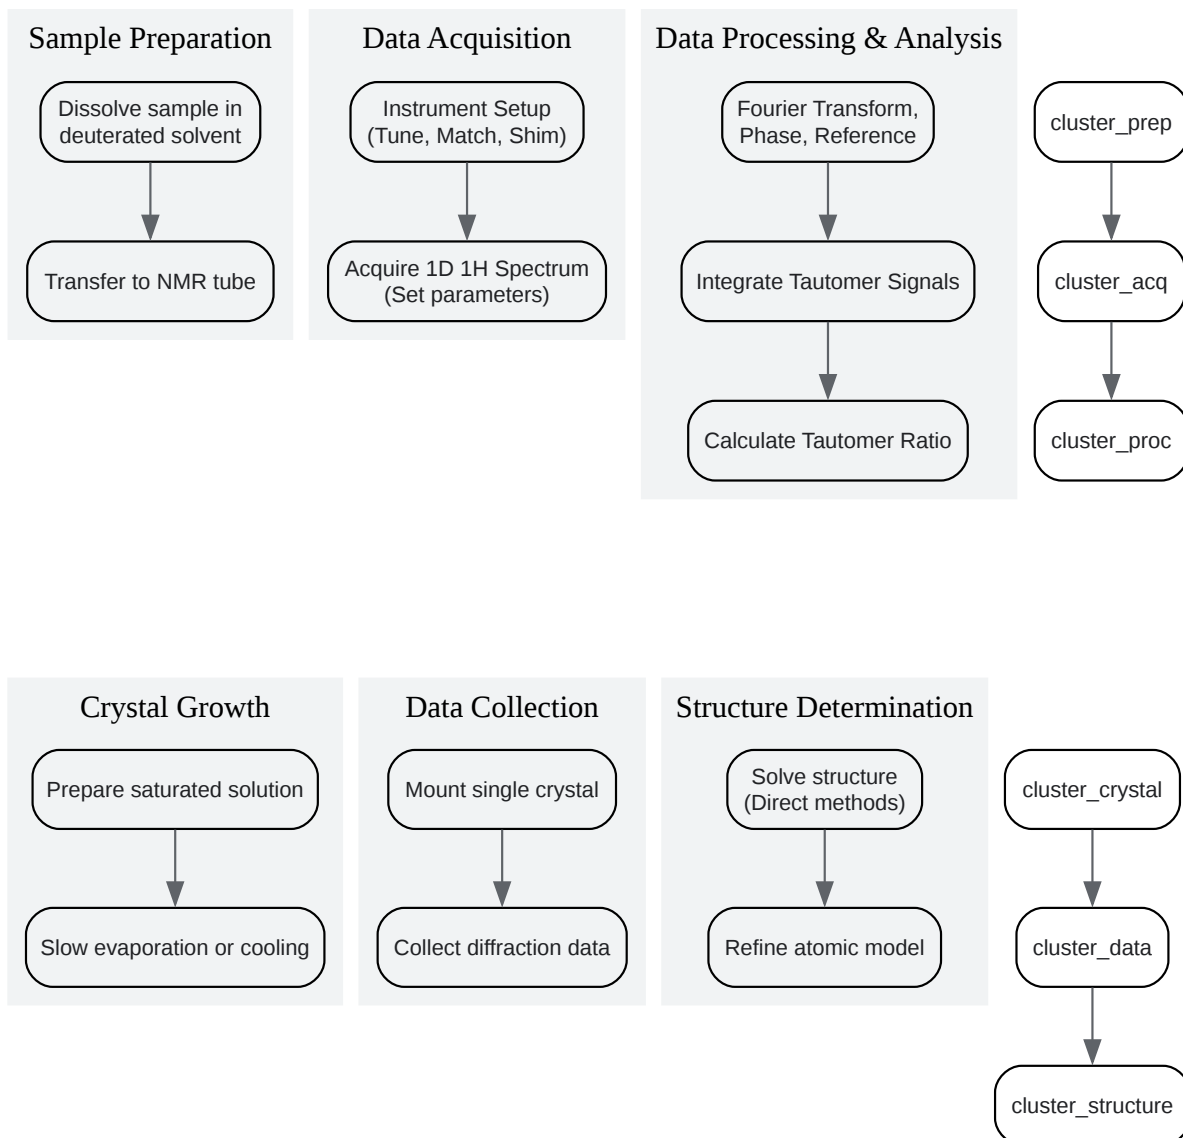 Sample Preparation
Dissolve sample in
deuterated solvent
Transfer to NMR tube
Data Acquisition
Instrument Setup
(Tune, Match, Shim)
Acquire 1D 1H Spectrum
(Set parameters)
Data Processing & Analysis
Fourier Transform,
Phase, Reference
Integrate Tautomer Signals
Calculate Tautomer Ratio
cluster_prep
cluster_acq
cluster_proc
Crystal Growth
Prepare saturated solution
Slow evaporation or cooling
Data Collection
Mount single crystal
Collect diffraction data
Structure Determination
Solve structure
(Direct methods)
Refine atomic model
cluster_crystal
cluster_data
cluster_structure